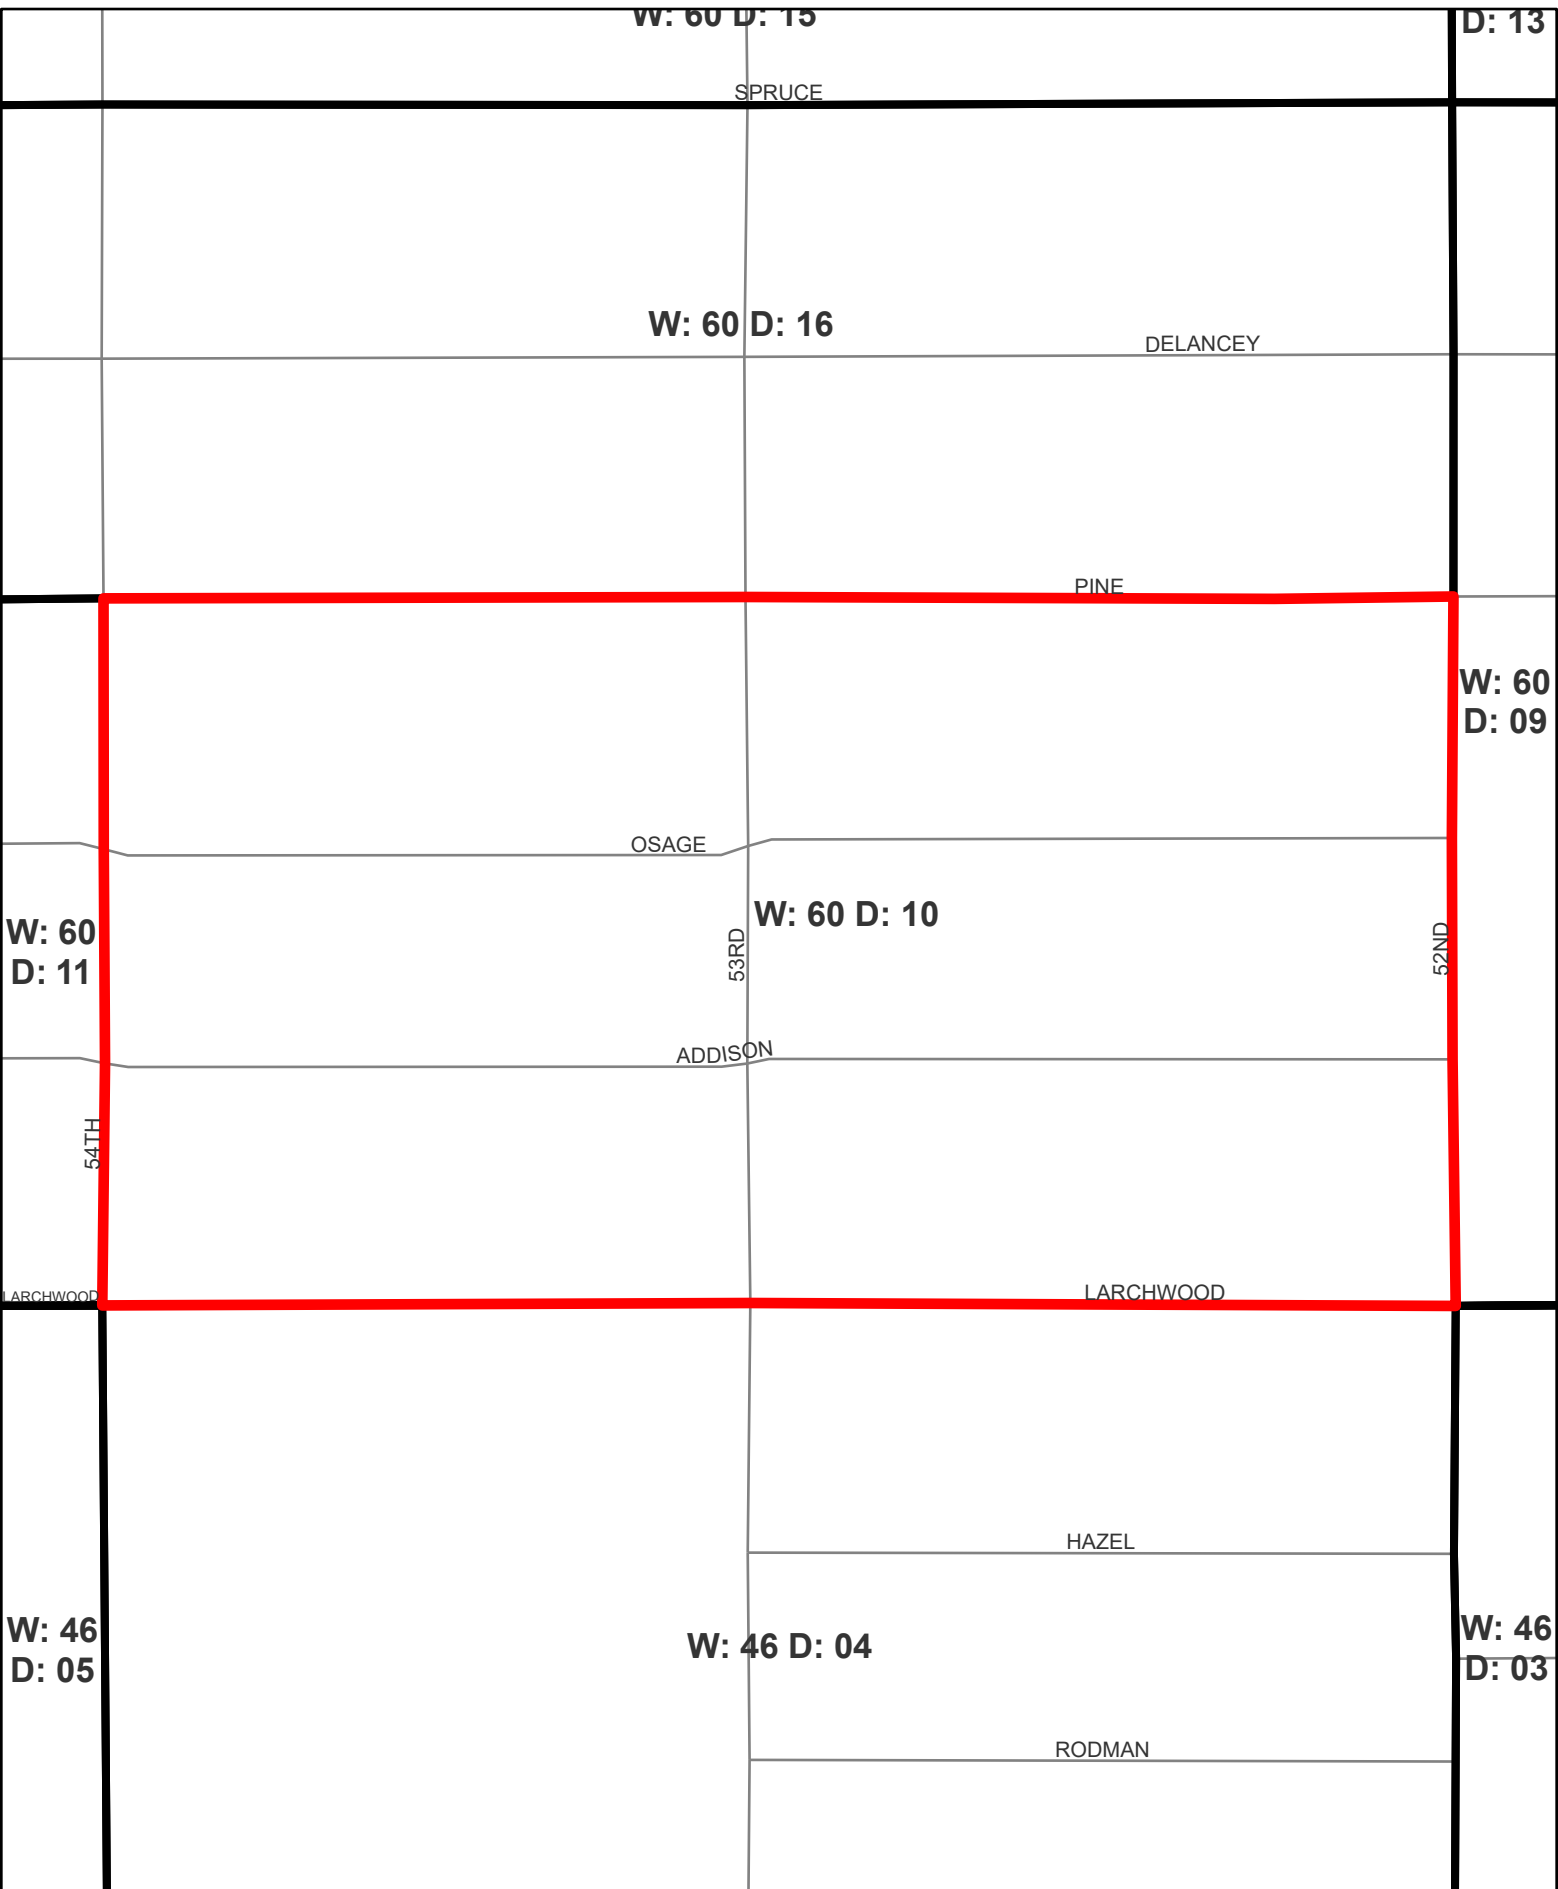 W: 60 D: 15
D: 13
SPRUCE
W: 60 D: 16
DELANCEY
PINE
W: 60
D: 09
OSAGE
W: 60 D: 10
W: 60
D: 11
53RD
52ND
ADDISON
54TH
LARCHWOOD
LARCHWOOD
HAZEL
W: 46
D: 05
W: 46 D: 04
W: 46
D: 03
RODMAN